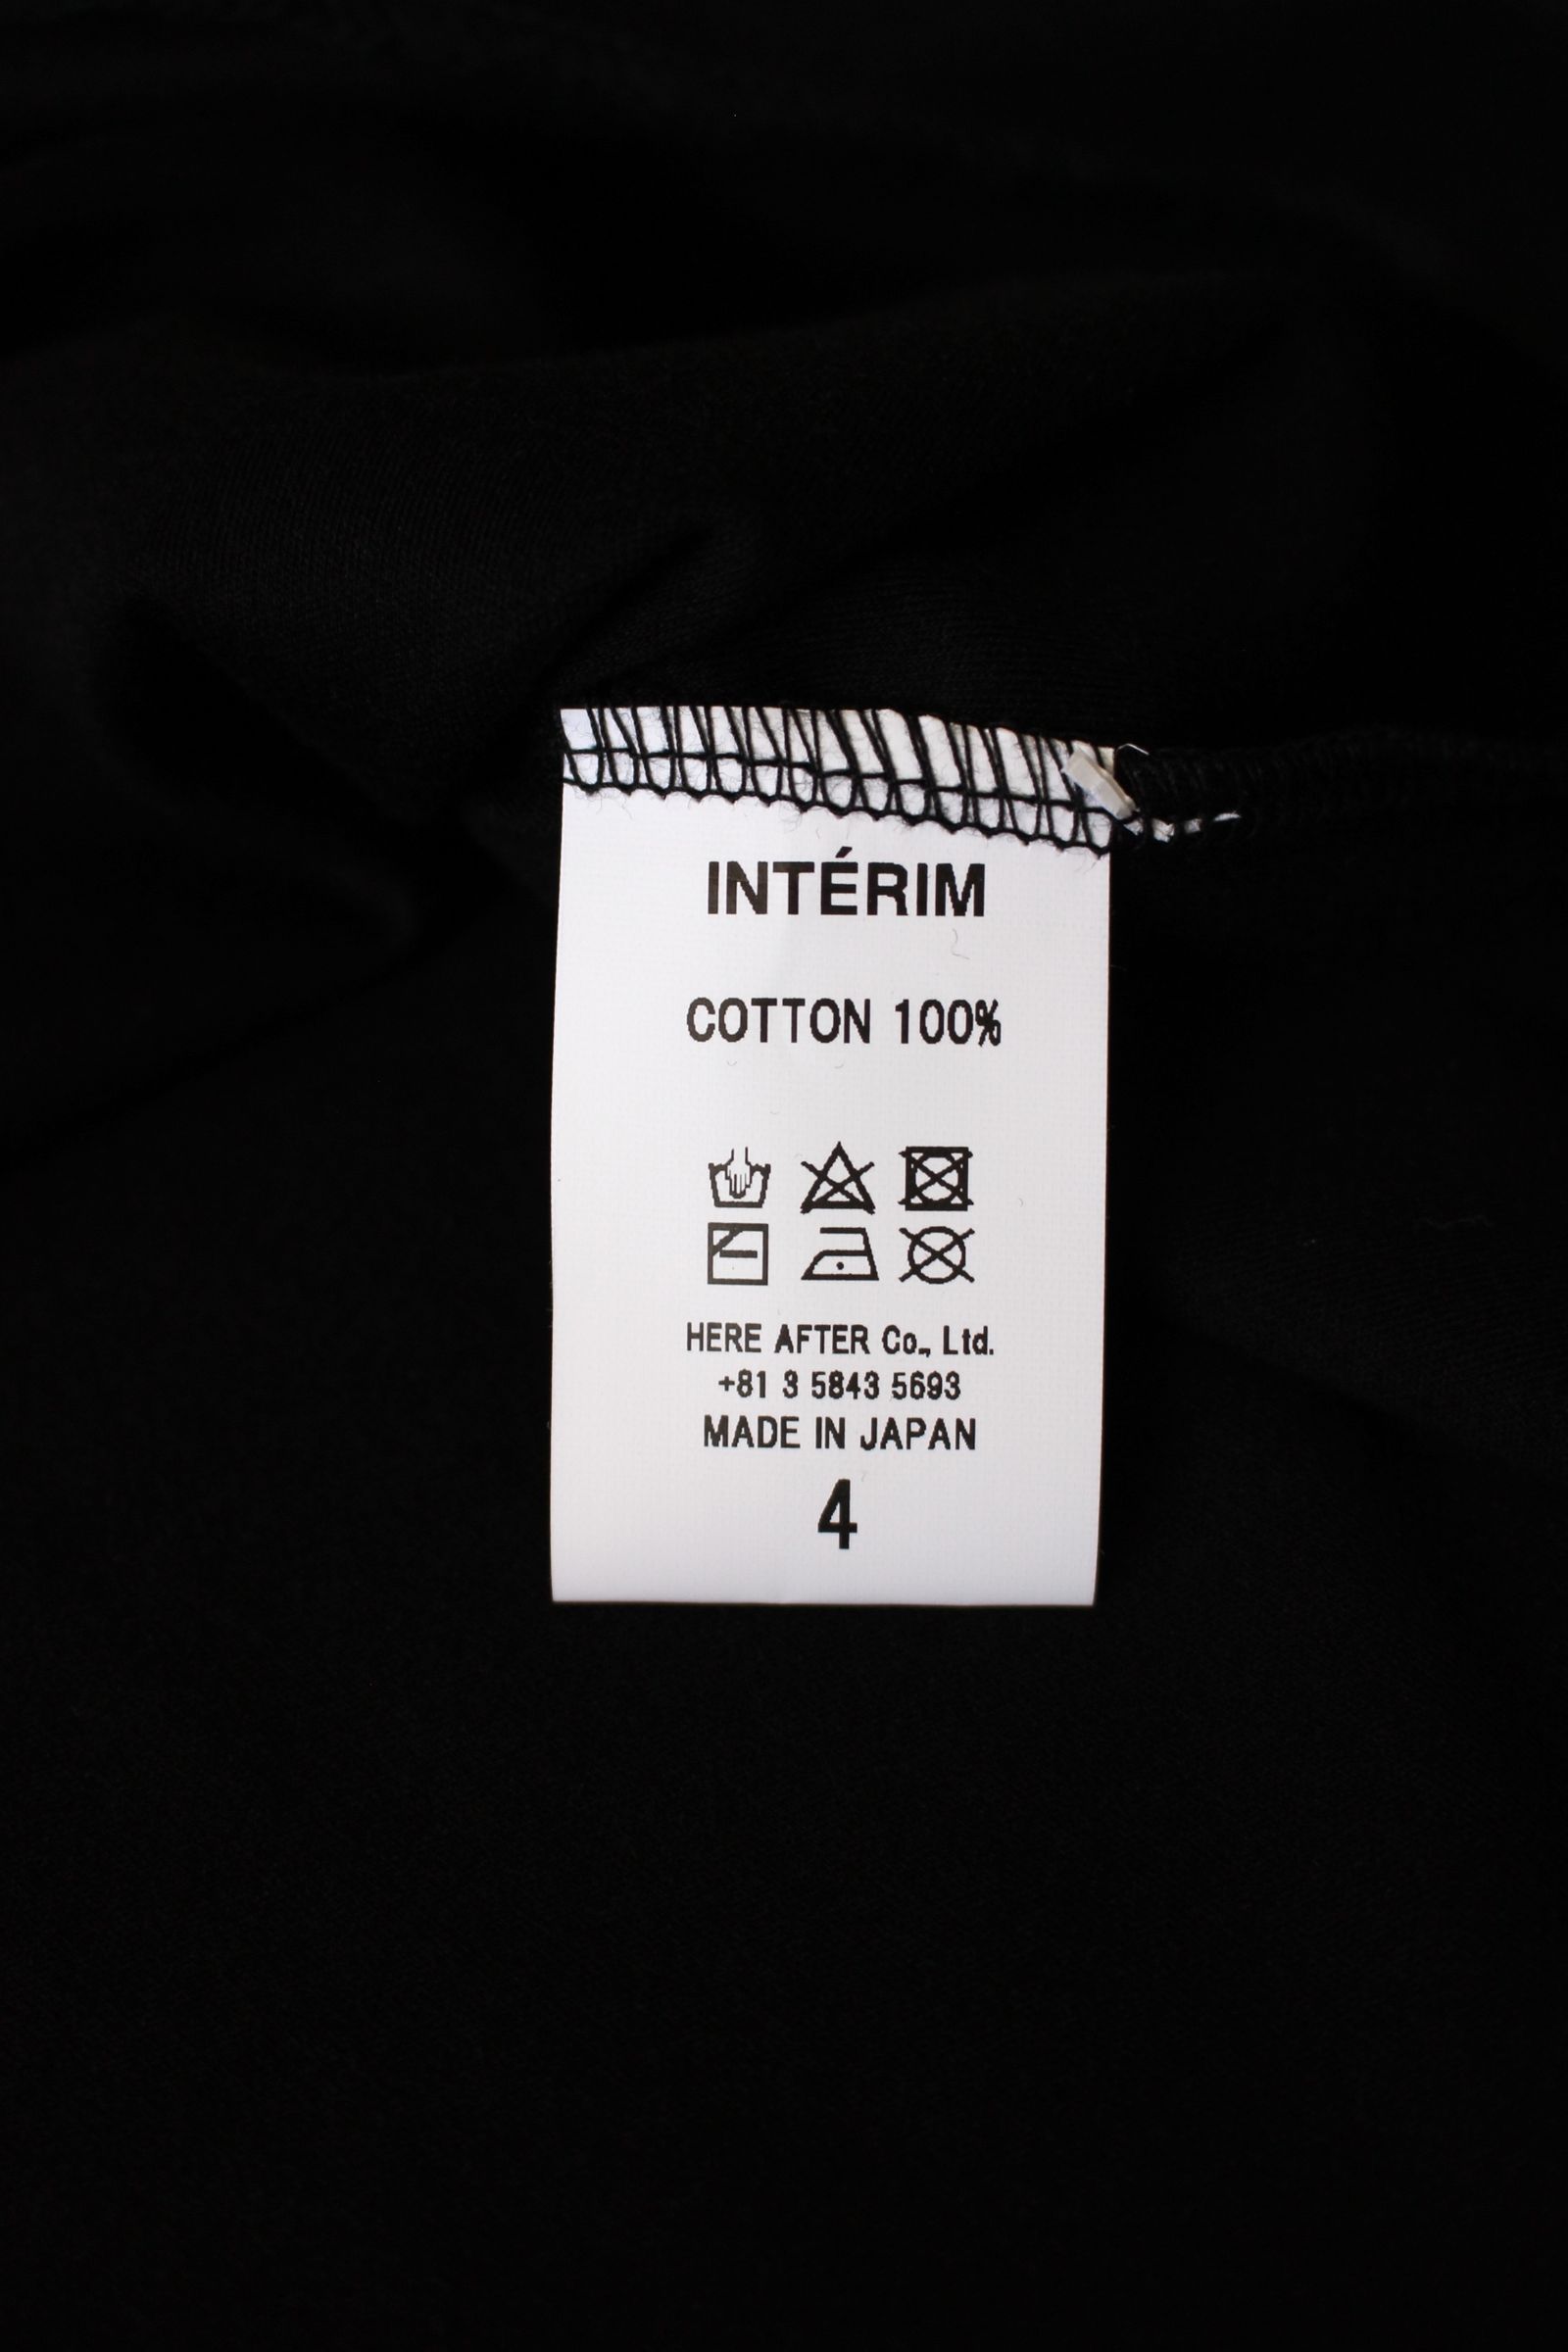 INTÉRIM
COTTON 100%
HERE AFTER Co., Ltd.
+81 3 5843 5693
MADE IN JAPAN
4